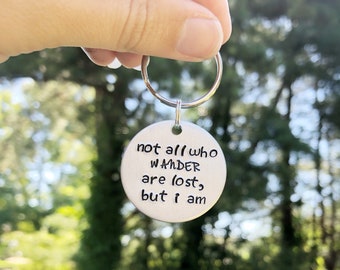 not all who
WANDER
are lost,
but i am